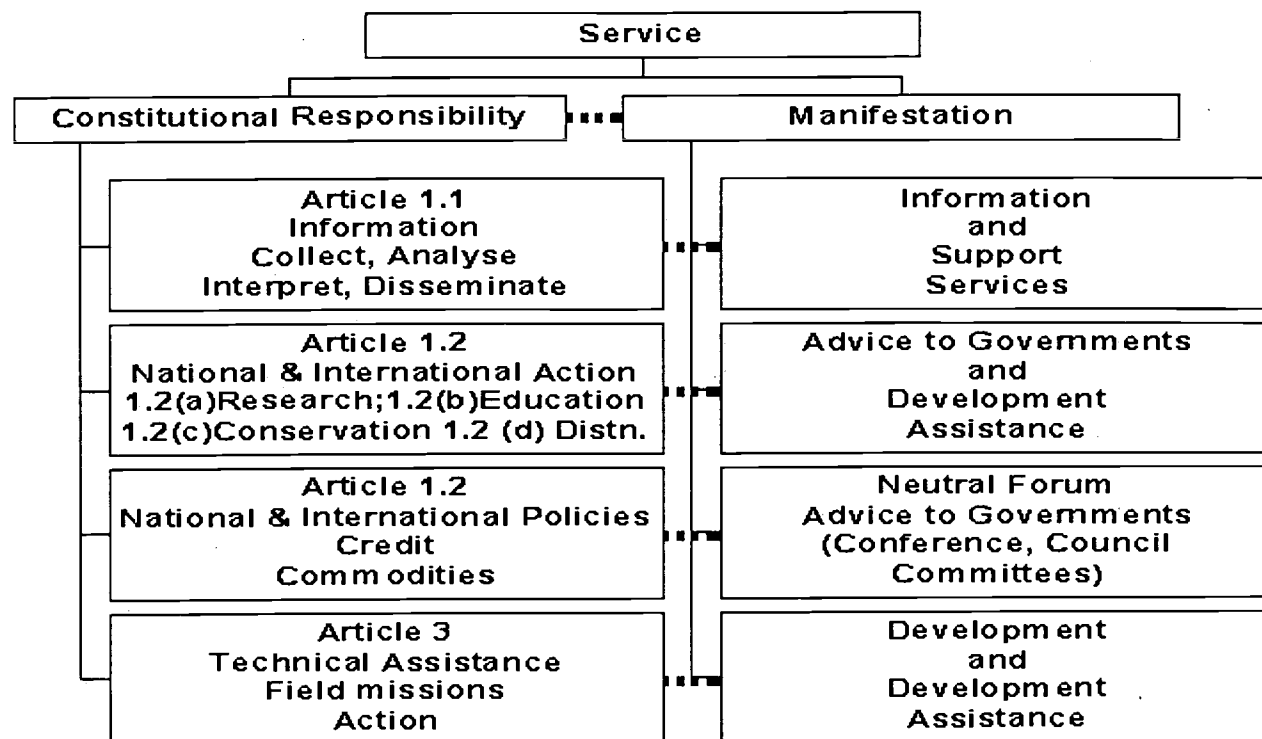 Service
Constitutional Responsibility
Manifestation
Article 1.1
Information
Collect, Analyse
Interpret, Disseminate
Information
and
Support
Services
Article 1.2
National & International Action
1.2(a)Research;1.2(b)Education
1.2(c)Conservation 1.2 (d) Distn.
Advice to Governments
and
Development
Assistance
Article 1.2
National & International Policies
Credit
Commodities
Neutral Forum
Advice to Governments
(Conference, Council
Committees)
Article 3
Technical Assistance
Field missions
Action
Development
and
Development
Assistance